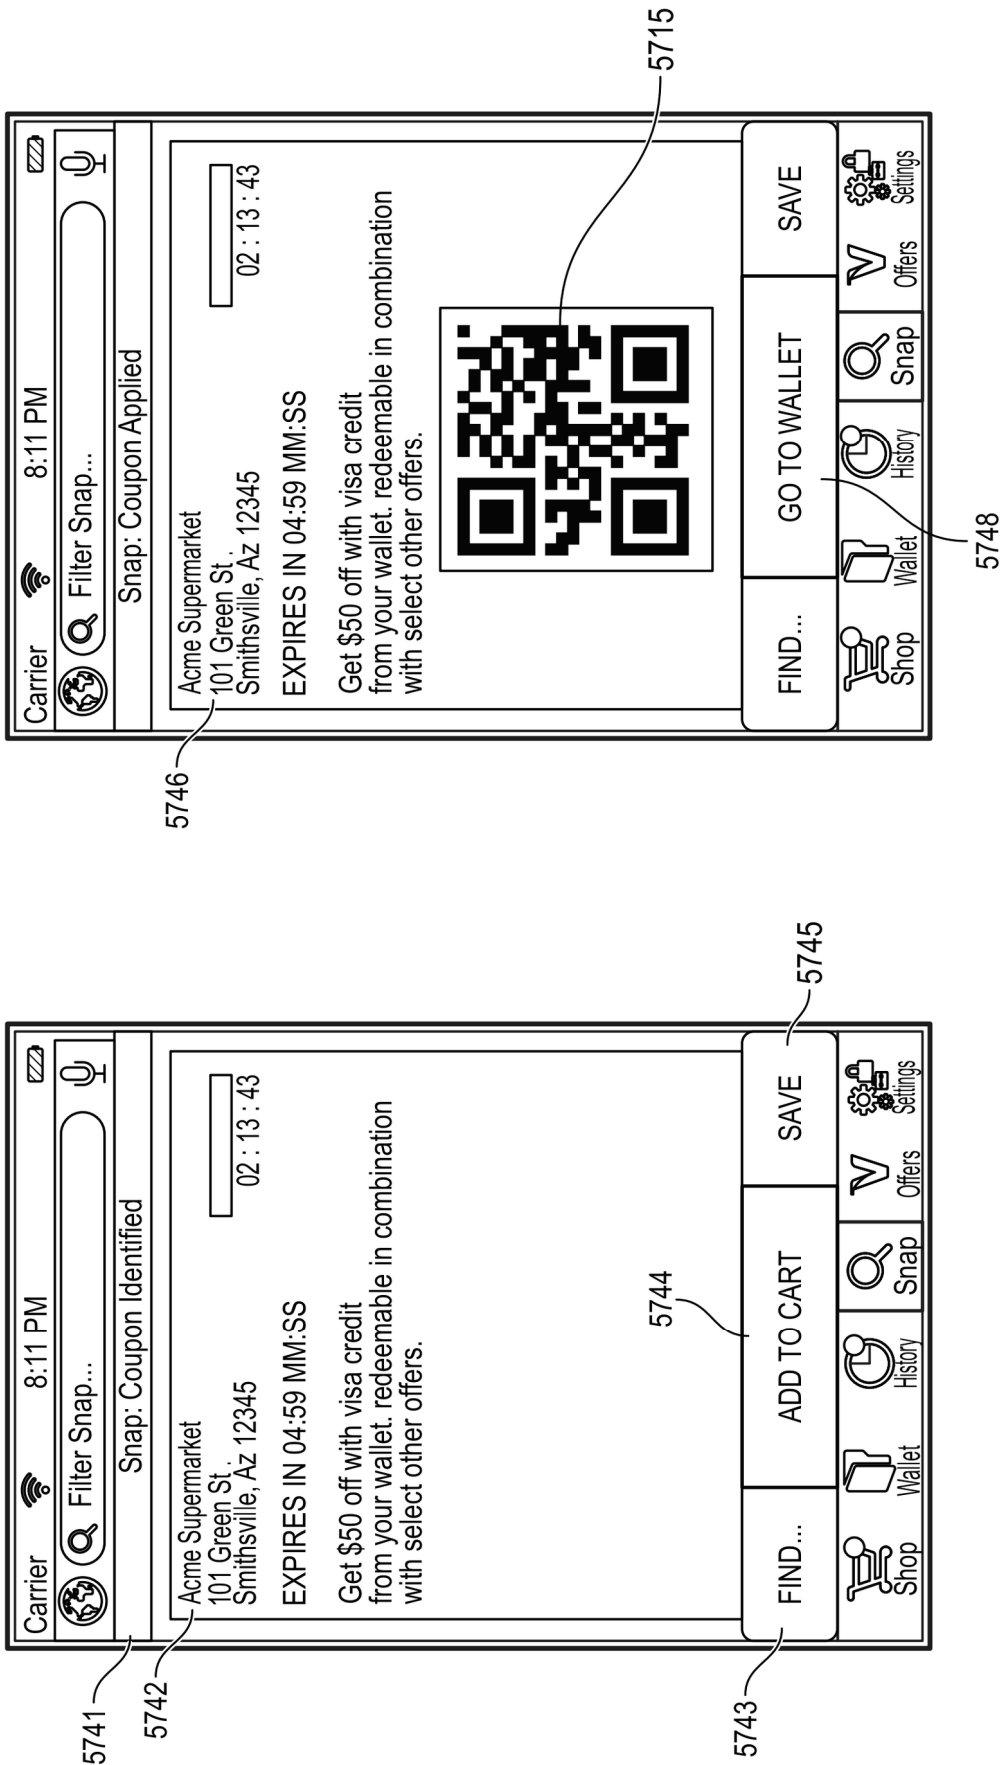 Carrier 8:11 PM
Filter Snap...
Snap: Coupon Identified
5741
5742
Acme Supermarket
101 Green St.
Smithsville, Az 12345
02 : 13 : 43
EXPIRES IN 04:59 MM:SS
Get $50 off with visa credit
from your wallet. redeemable in combination
with select other offers.
5744
FIND... ADD TO CART SAVE
5743
5745
Shop Wallet History Snap Offers Settings
Carrier 8:11 PM
Filter Snap...
Snap: Coupon Applied
5746
Acme Supermarket
101 Green St.
Smithsville, Az 12345
02 : 13 : 43
EXPIRES IN 04:59 MM:SS
Get $50 off with visa credit
from your wallet. redeemable in combination
with select other offers.
5715
FIND... GO TO WALLET SAVE
Shop Wallet History Snap Offers Settings
5748